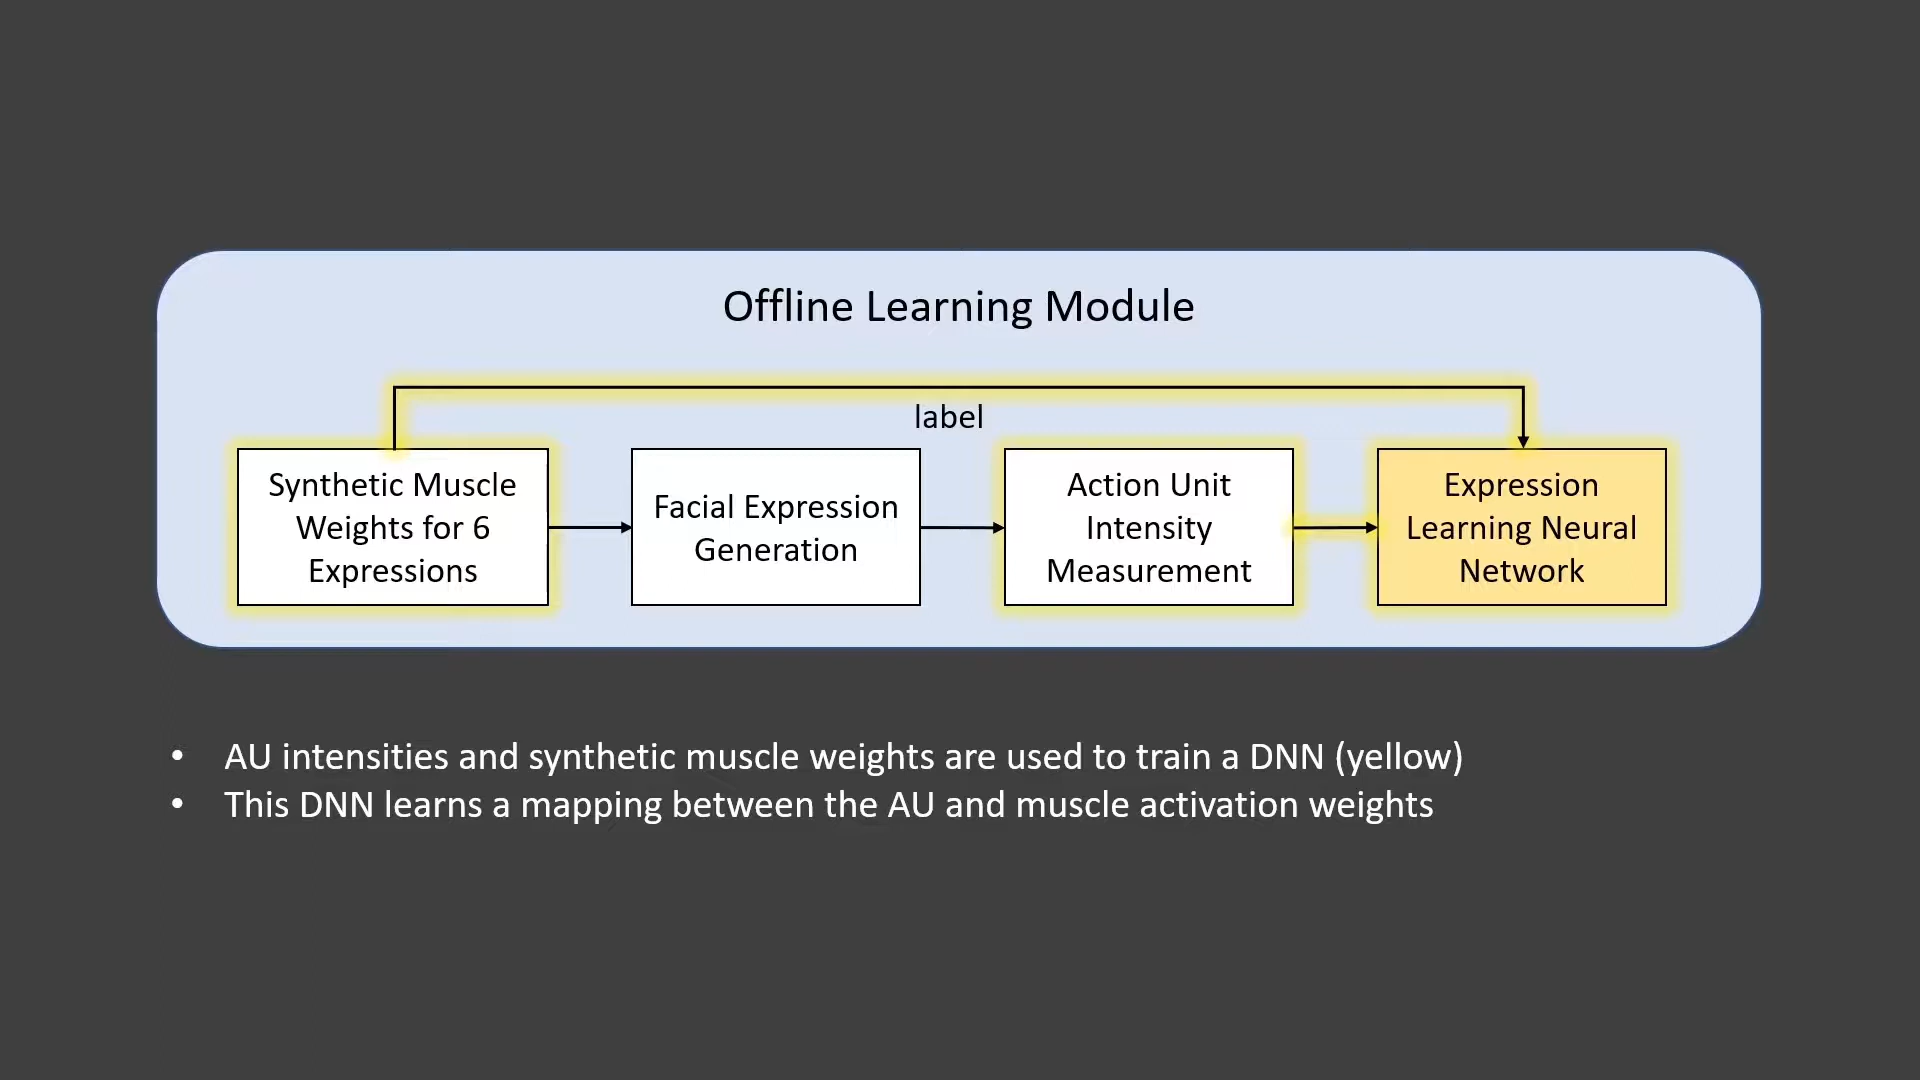 Offline Learning Module
label
Synthetic Muscle
Weights for 6
Expressions
Facial Expression
Generation
Action Unit
Intensity
Measurement
Expression
Learning Neural
Network
• AU intensities and synthetic muscle weights are used to train a DNN (yellow)
• This DNN learns a mapping between the AU and muscle activation weights